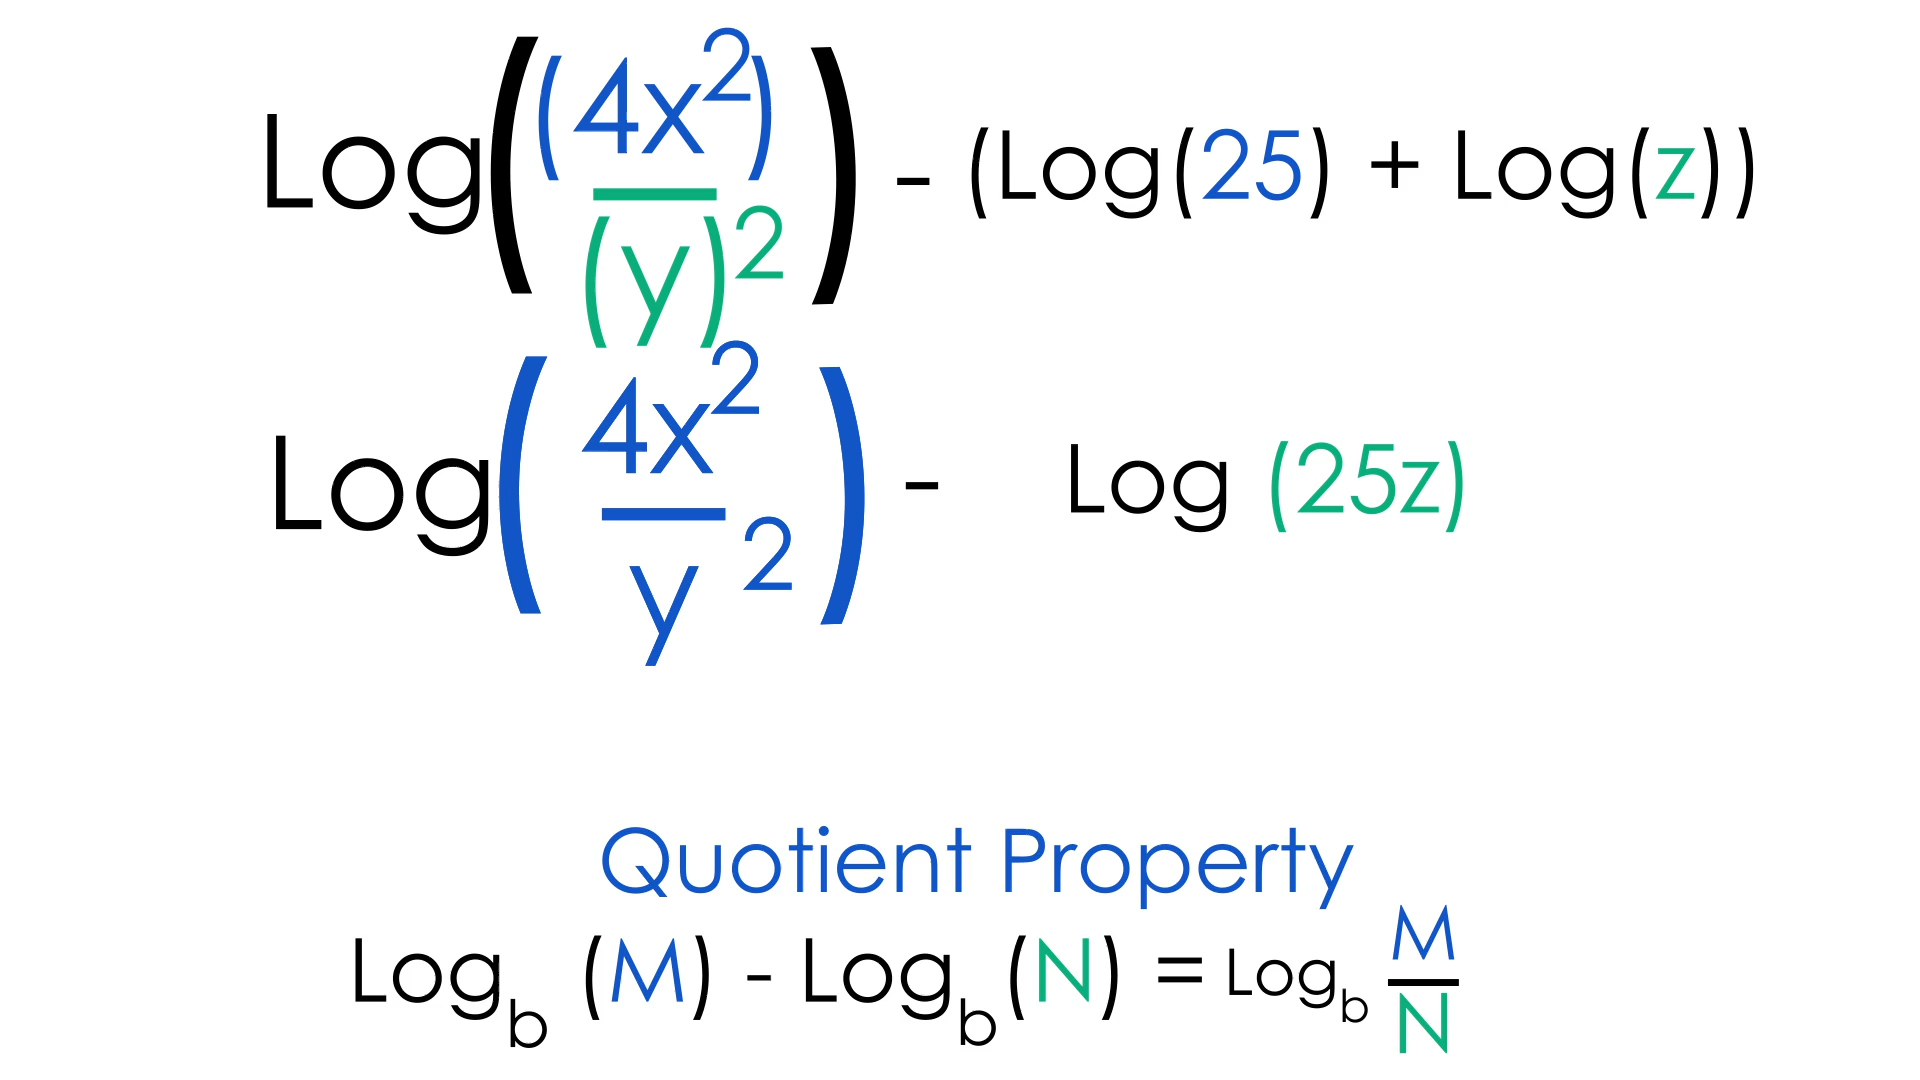 Log((4x²)/(y)²) - (Log(25) + Log(z))
Log(4x²/y²) - Log (25z)
Quotient Property
Log_b (M) - Log_b (N) = Log_b M/N